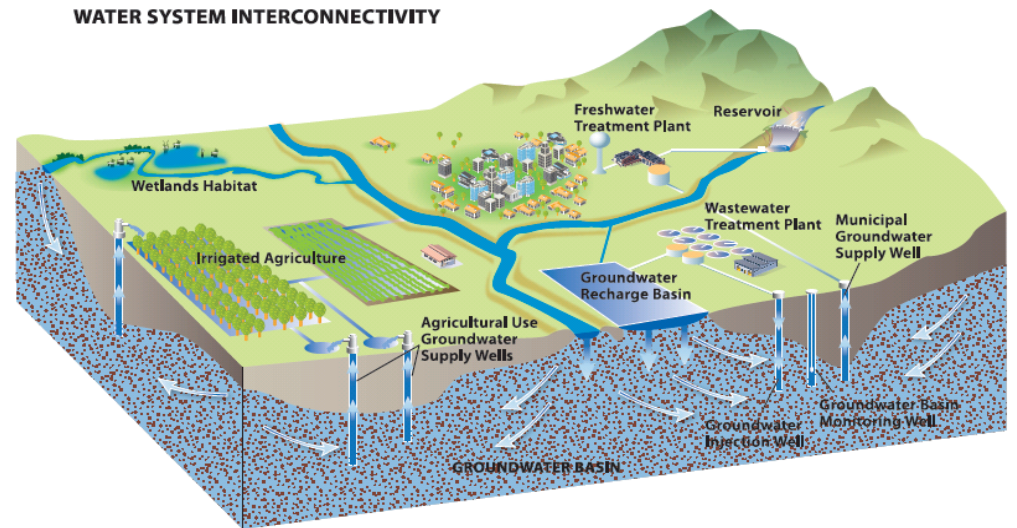 WATER SYSTEM INTERCONNECTIVITY
Freshwater
Treatment Plant
Reservoir
Wetlands Habitat
Wastewater
Treatment Plant
Municipal
Groundwater
Supply Well
Irrigated Agriculture
Groundwater
Recharge Basin
Agricultural Use
Groundwater
Supply Wells
Groundwater
Injection Well
Groundwater Basin
Monitoring Well
GROUNDWATER BASIN